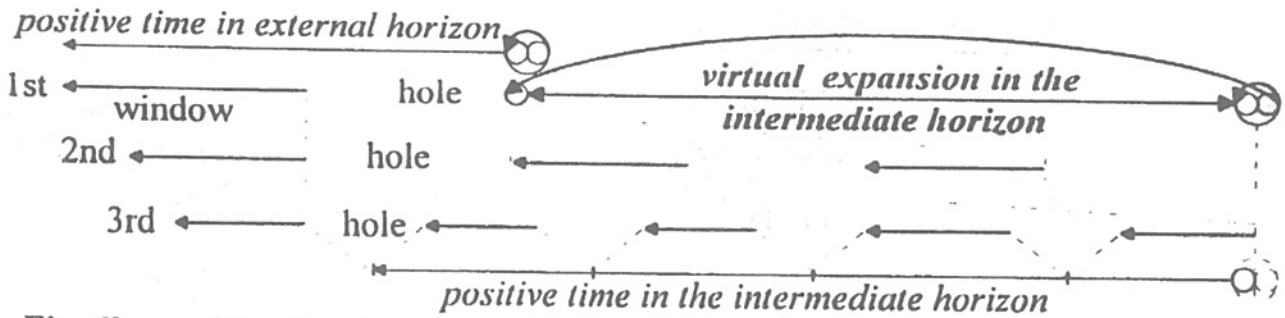 positive time in external horizon
1st hole virtual expansion in the
window intermediate horizon
2nd hole
3rd hole
positive time in the intermediate horizon